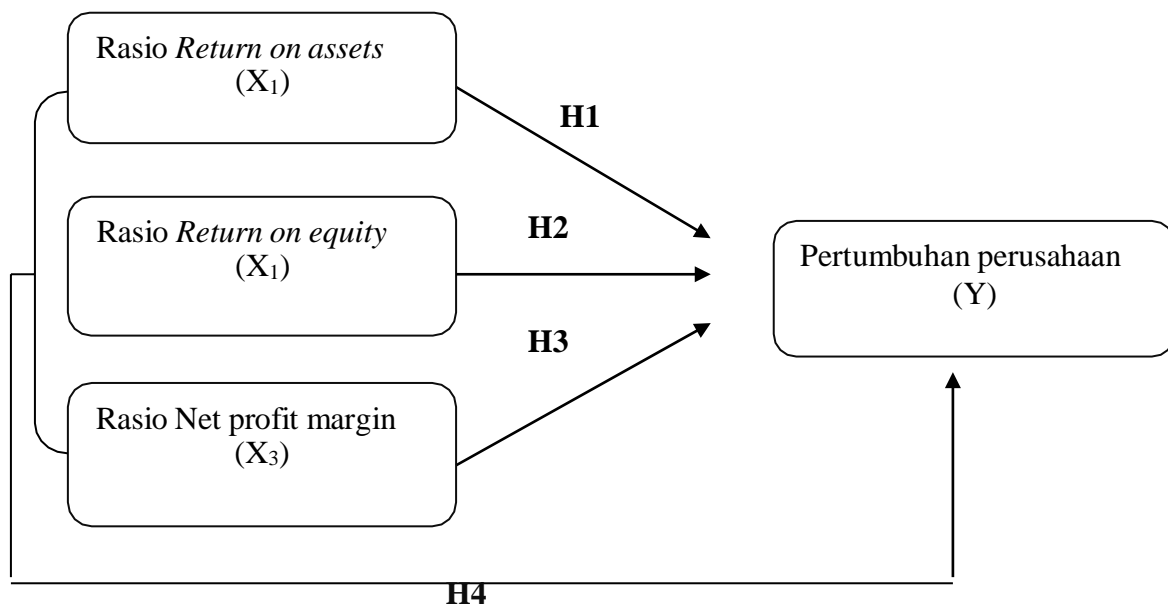 Rasio Return on assets
(X₁)
H1
Rasio Return on equity
(X₁)
H2
Pertumbuhan perusahaan
(Y)
H3
Rasio Net profit margin
(X₃)
H4